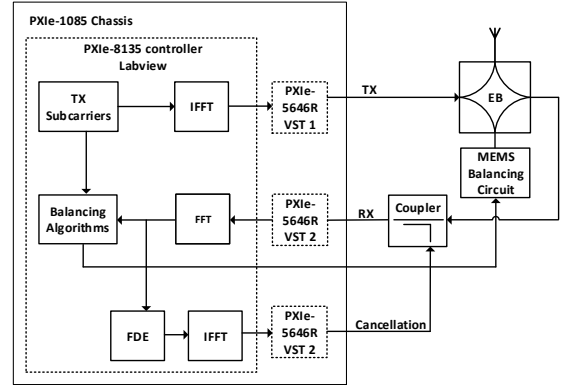 PXIe-1085 Chassis
PXIe-8135 controller
Labview
TX
Subcarriers
IFFT
PXIe-
5646R
VST 1
TX
EB
MEMS
Balancing
Circuit
Balancing
Algorithms
FFT
PXIe-
5646R
VST 2
RX
Coupler
FDE
IFFT
PXIe-
5646R
VST 2
Cancellation